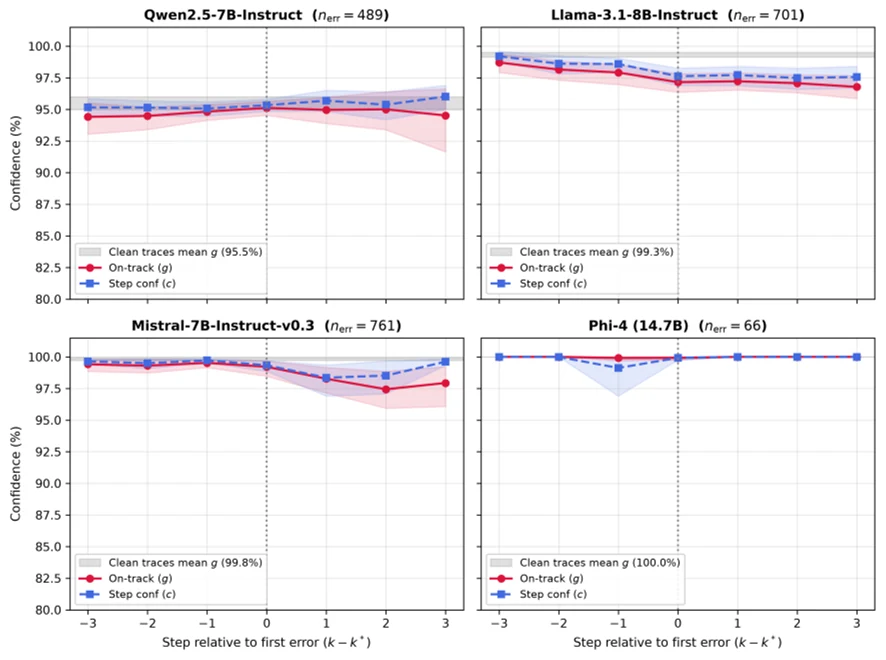 Qwen2.5-7B-Instruct (n_err = 489)
Llama-3.1-8B-Instruct (n_err = 701)
100.0
97.5
95.0
92.5
90.0
87.5
85.0
82.5
80.0
Confidence (%)
Clean traces mean g (95.5%)
On-track (g)
Step conf (c)
Clean traces mean g (99.3%)
On-track (g)
Step conf (c)
Mistral-7B-Instruct-v0.3 (n_err = 761)
Phi-4 (14.7B) (n_err = 66)
100.0
97.5
95.0
92.5
90.0
87.5
85.0
82.5
80.0
Confidence (%)
Clean traces mean g (99.8%)
On-track (g)
Step conf (c)
Clean traces mean g (100.0%)
On-track (g)
Step conf (c)
−3 −2 −1 0 1 2 3
−3 −2 −1 0 1 2 3
Step relative to first error (k − k*)
Step relative to first error (k − k*)